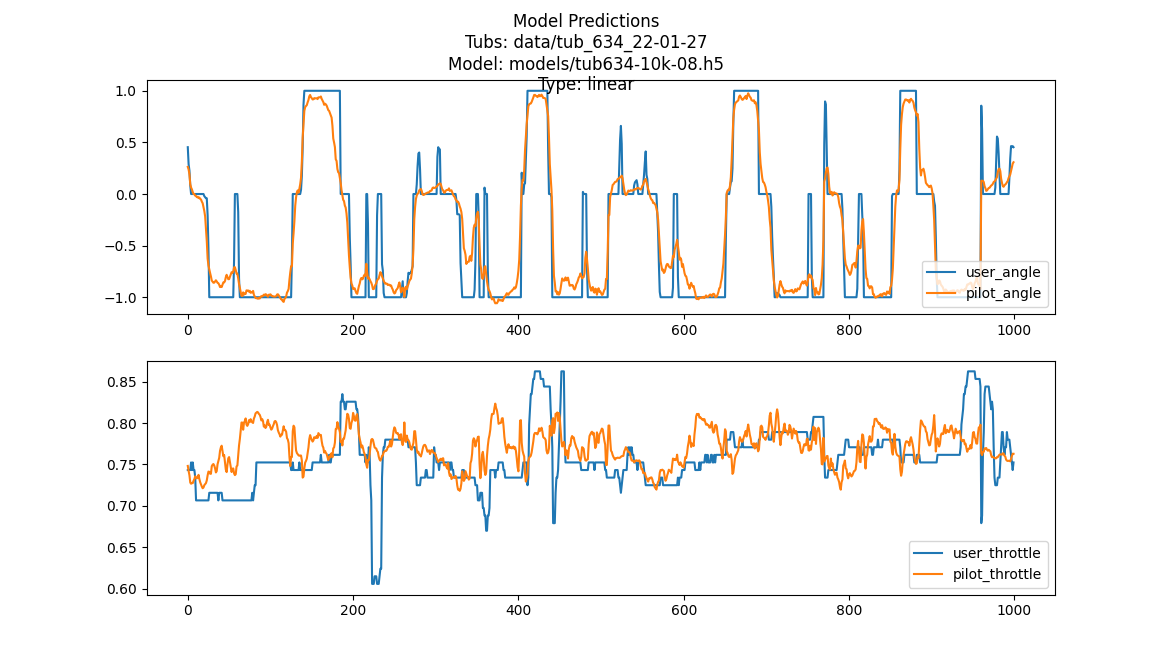 Model Predictions
Tubs: data/tub_634_22-01-27
Model: models/tub634-10k-08.h5
Type: linear
1.0
0.5
0.0
−0.5
−1.0
user_angle
pilot_angle
0 200 400 600 800 1000
0.85
0.80
0.75
0.70
0.65
0.60
user_throttle
pilot_throttle
0 200 400 600 800 1000